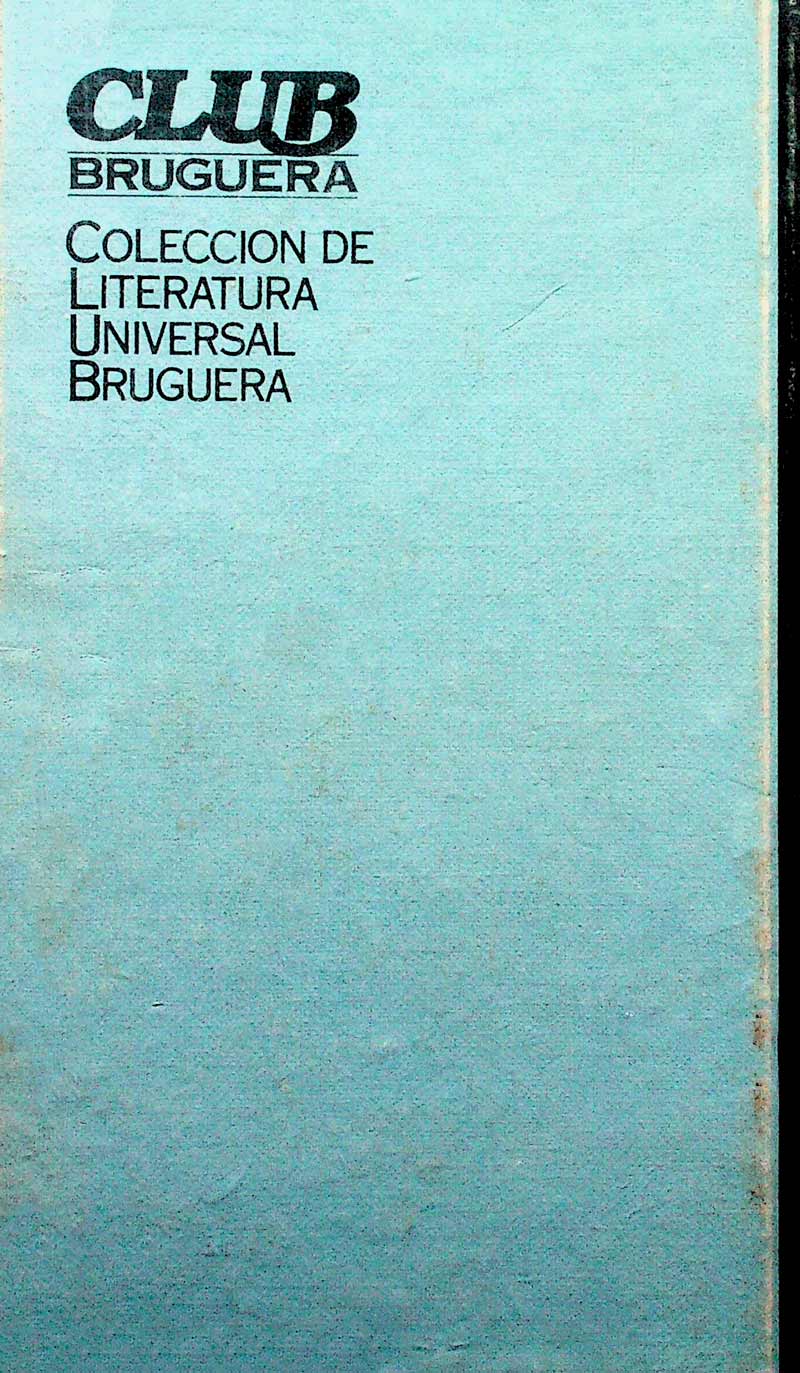 CLUB
BRUGUERA
COLECCION DE
LITERATURA
UNIVERSAL
BRUGUERA